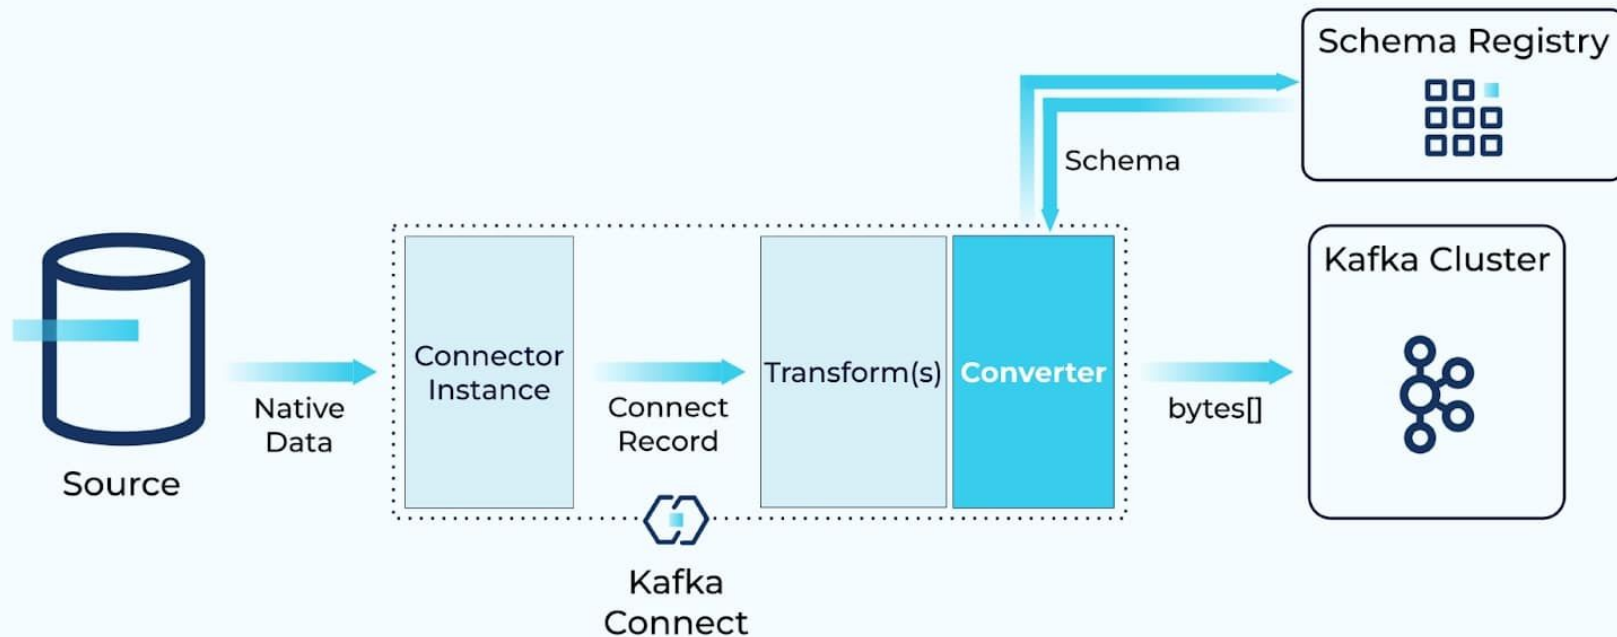 Schema Registry
Schema
Kafka Cluster
Connector
Instance
Transform(s)
Converter
Native
Data
Connect
Record
bytes[]
Source
Kafka
Connect